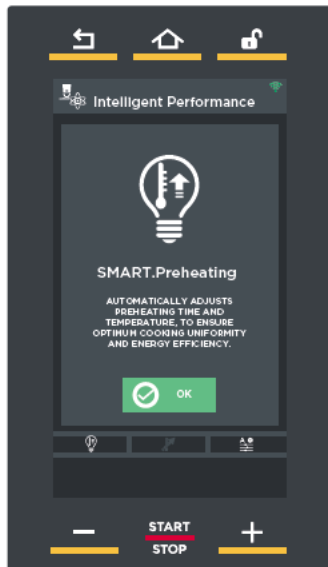 Intelligent Performance
SMART.Preheating
AUTOMATICALLY ADJUSTS
PREHEATING TIME AND
TEMPERATURE, TO ENSURE
OPTIMUM COOKING UNIFORMITY
AND ENERGY EFFICIENCY.
OK
START
STOP